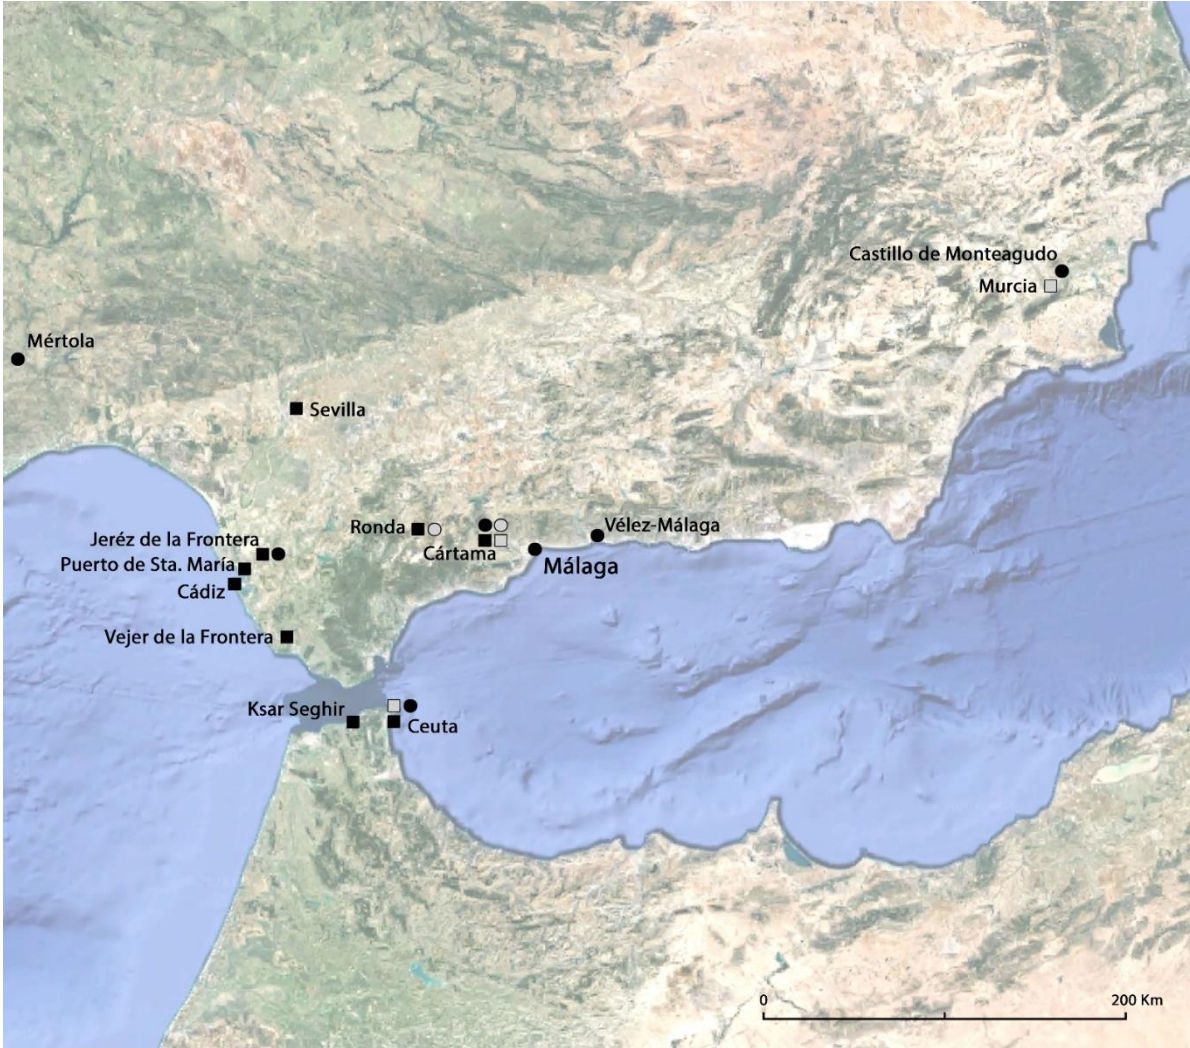 Castillo de Monteagudo
Murcia
Mértola
Sevilla
Ronda
Vélez-Málaga
Jeréz de la Frontera
Cártama
Puerto de Sta. María
Málaga
Cádiz
Vejer de la Frontera
Ksar Seghir
Ceuta
0 200 Km